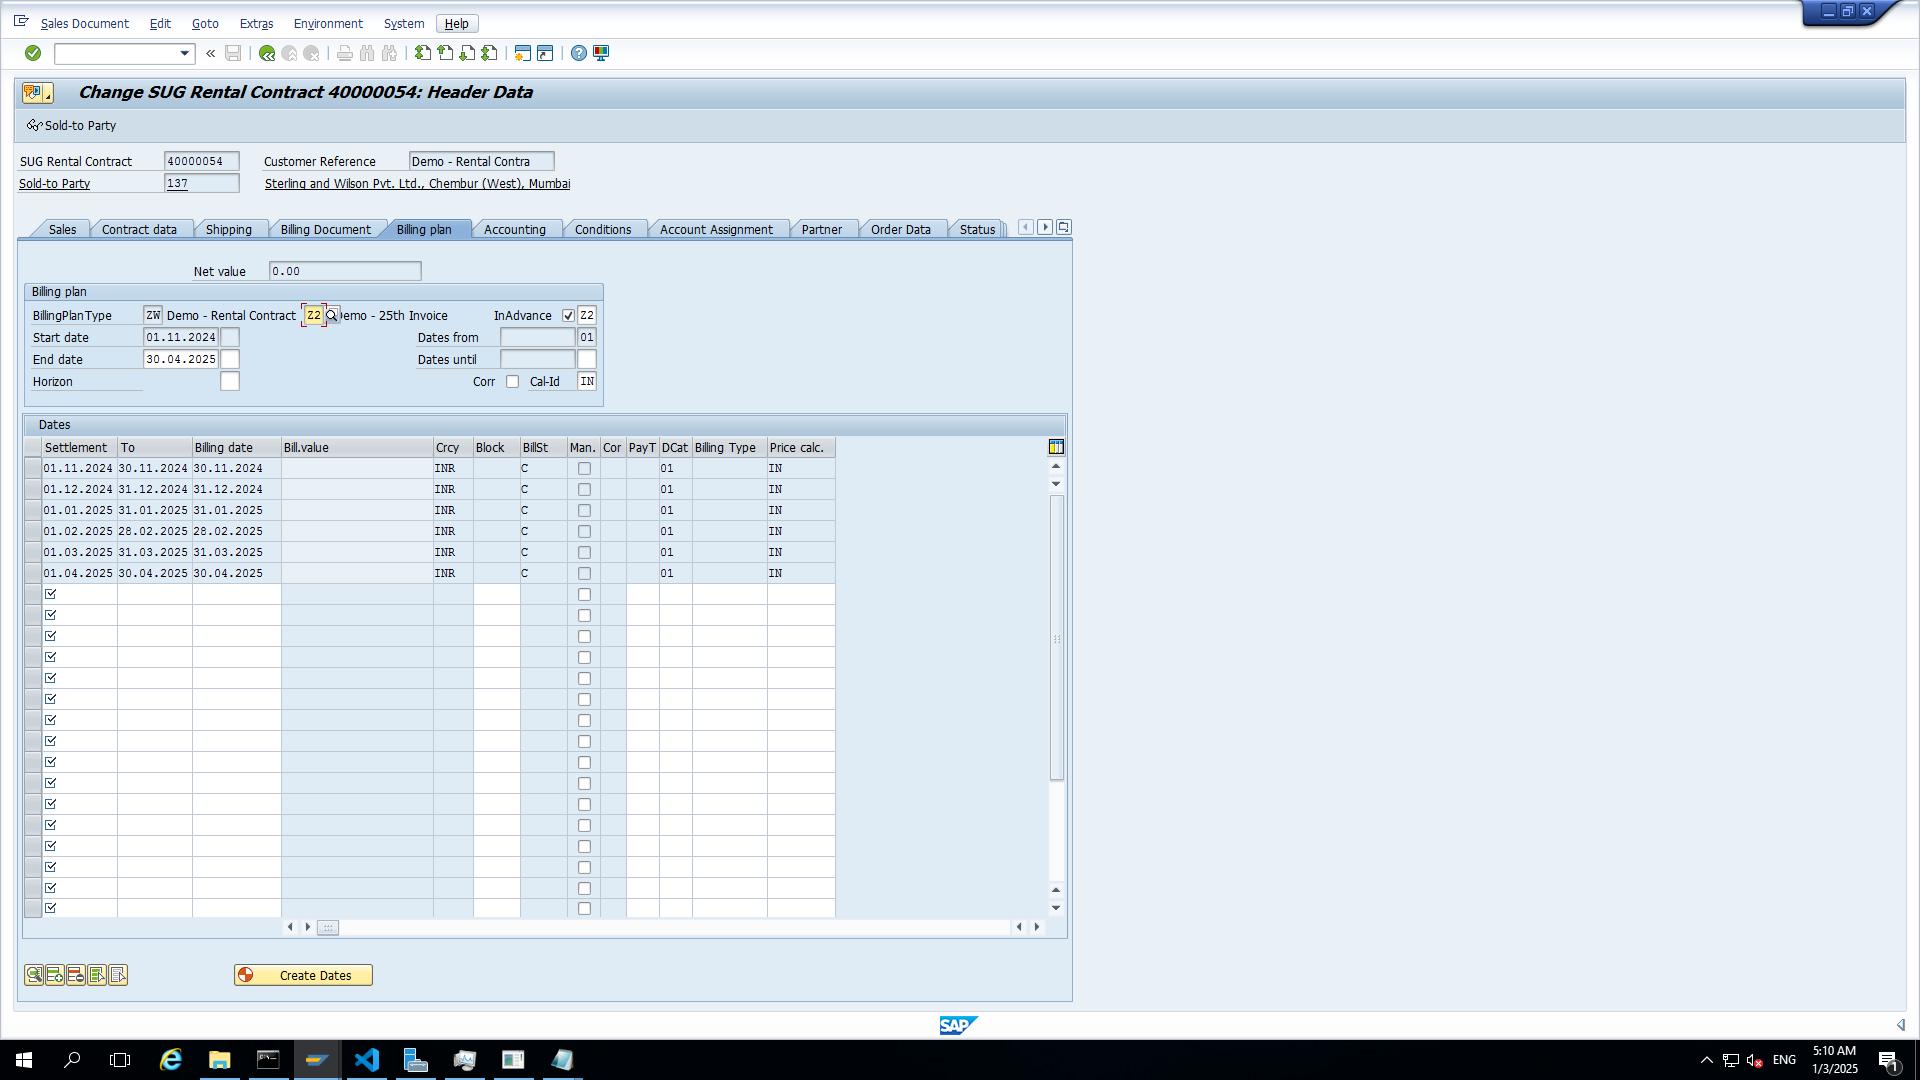 Sales Document Edit Goto Extras Environment System Help
Change SUG Rental Contract 40000054: Header Data
Sold-to Party
SUG Rental Contract 40000054 Customer Reference Demo - Rental Contra
Sold-to Party 137 Sterling and Wilson Pvt. Ltd., Chembur (West), Mumbai
Sales Contract data Shipping Billing Document Billing plan Accounting Conditions Account Assignment Partner Order Data Status
Net value 0.00
Billing plan
BillingPlanType ZW Demo - Rental Contract Z2 emo - 25th Invoice InAdvance Z2
Start date 01.11.2024 Dates from 01
End date 30.04.2025 Dates until
Horizon Corr Cal-Id IN
Dates
Settlement To Billing date Bill.value Crcy Block BillSt Man. Cor PayT DCat Billing Type Price calc.
01.11.2024 30.11.2024 30.11.2024 INR C 01 IN
01.12.2024 31.12.2024 31.12.2024 INR C 01 IN
01.01.2025 31.01.2025 31.01.2025 INR C 01 IN
01.02.2025 28.02.2025 28.02.2025 INR C 01 IN
01.03.2025 31.03.2025 31.03.2025 INR C 01 IN
01.04.2025 30.04.2025 30.04.2025 INR C 01 IN
Create Dates
SAP
ENG 5:10 AM
1/3/2025 1